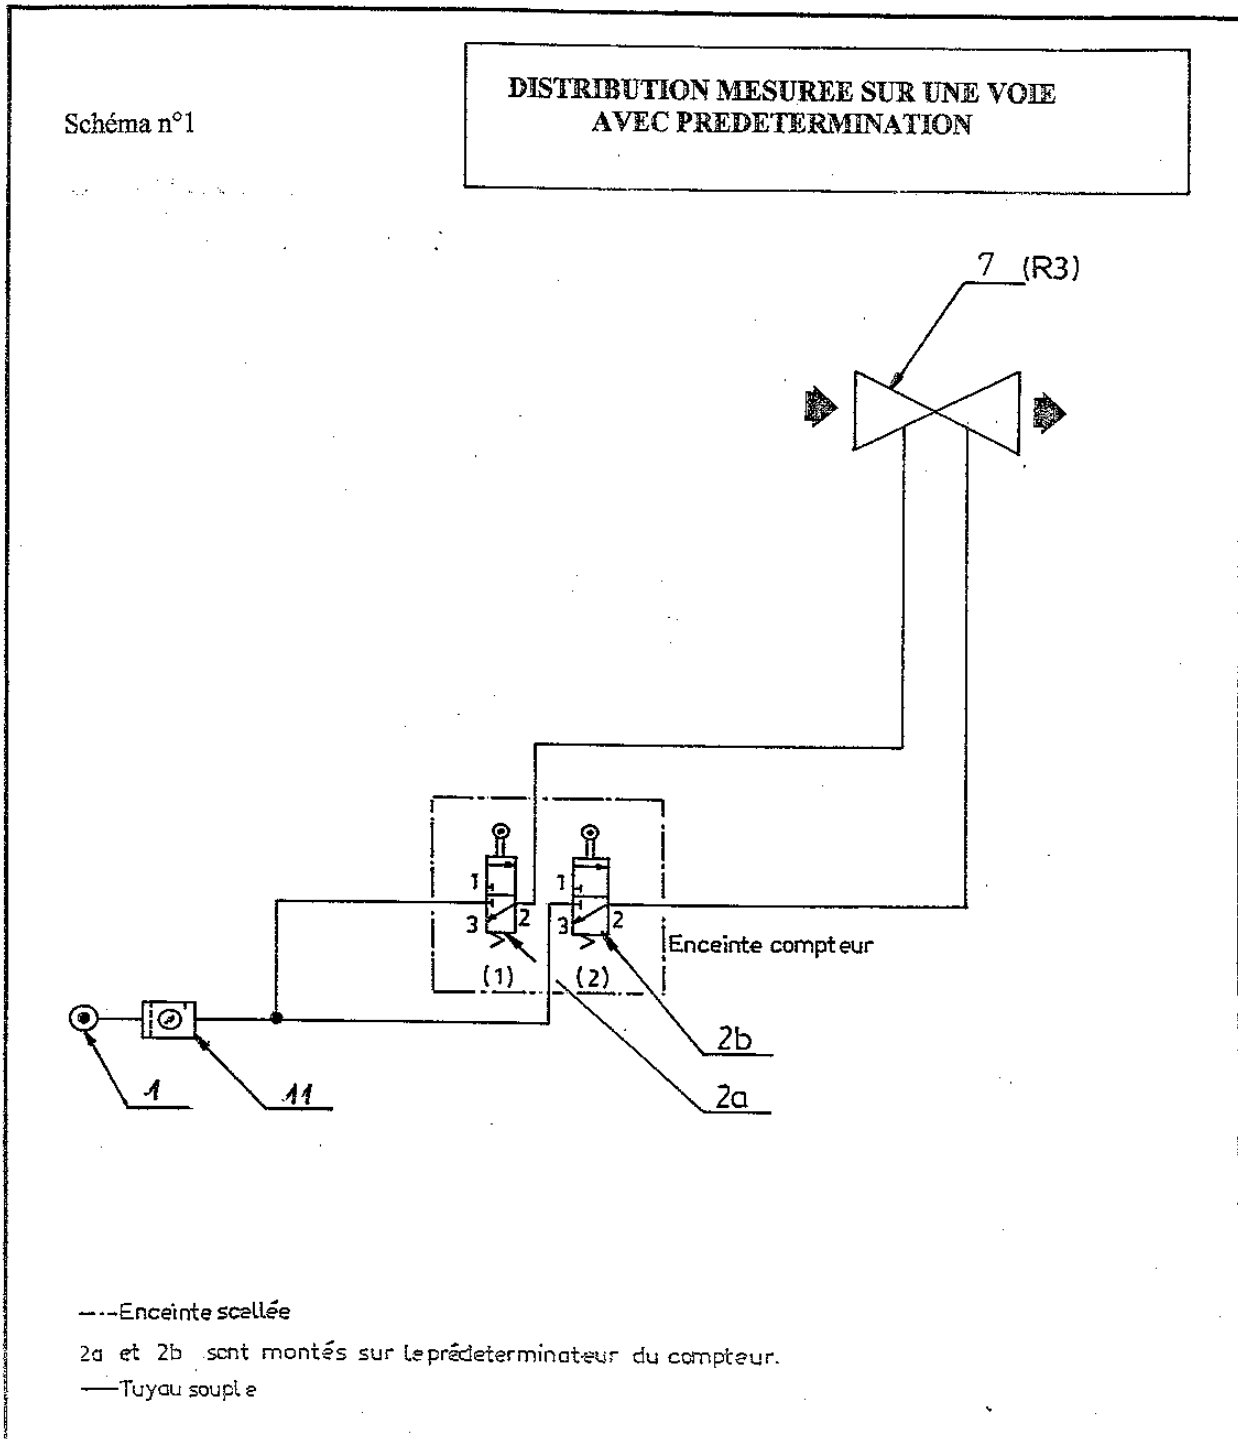 Schéma n°1
DISTRIBUTION MESUREE SUR UNE VOIE
AVEC PREDETERMINATION
7 (R3)
1
3
2
(1)
1
3
2
(2)
Enceinte compteur
2b
2a
1
11
Enceinte scellée
2a et 2b sont montés sur le prédeterminateur du compteur.
Tuyau souple